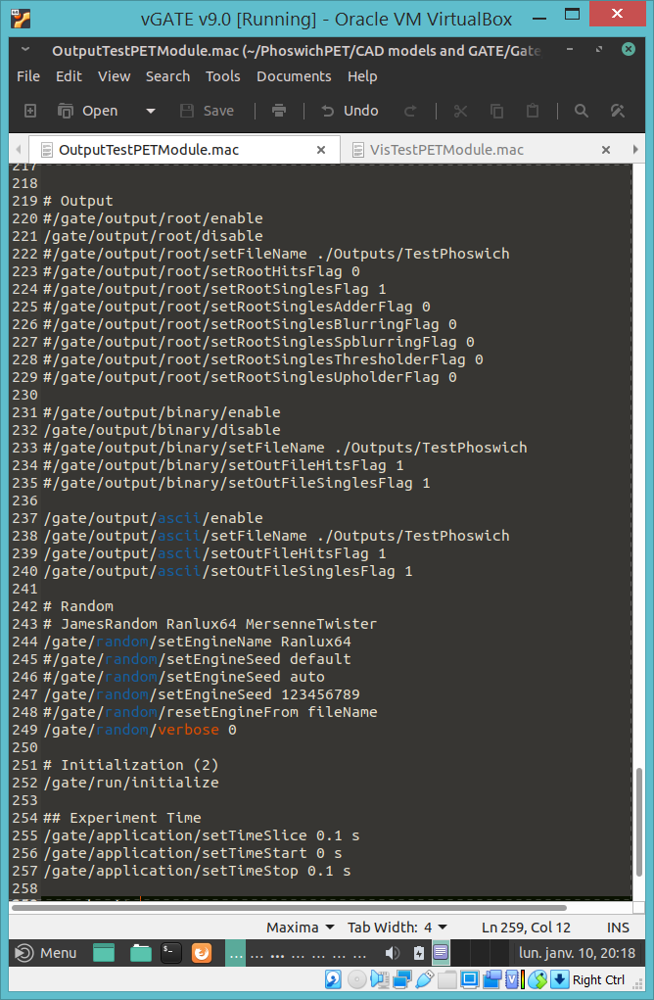 vGATE v9.0 [Running] - Oracle VM VirtualBox
OutputTestPETModule.mac (~/PhoswichPET/CAD models and GATE/Gate
File Edit View Search Tools Documents Help
Open Save Undo
OutputTestPETModule.mac VisTestPETModule.mac
217
218
219 # Output
220 #/gate/output/root/enable
221 /gate/output/root/disable
222 #/gate/output/root/setFileName ./Outputs/TestPhoswich
223 #/gate/output/root/setRootHitsFlag 0
224 #/gate/output/root/setRootSinglesFlag 1
225 #/gate/output/root/setRootSinglesAdderFlag 0
226 #/gate/output/root/setRootSinglesBlurringFlag 0
227 #/gate/output/root/setRootSinglesSpblurringFlag 0
228 #/gate/output/root/setRootSinglesThresholderFlag 0
229 #/gate/output/root/setRootSinglesUpholderFlag 0
230
231 #/gate/output/binary/enable
232 /gate/output/binary/disable
233 #/gate/output/binary/setFileName ./Outputs/TestPhoswich
234 #/gate/output/binary/setOutFileHitsFlag 1
235 #/gate/output/binary/setOutFileSinglesFlag 1
236
237 /gate/output/ascii/enable
238 /gate/output/ascii/setFileName ./Outputs/TestPhoswich
239 /gate/output/ascii/setOutFileHitsFlag 1
240 /gate/output/ascii/setOutFileSinglesFlag 1
241
242 # Random
243 # JamesRandom Ranlux64 MersenneTwister
244 /gate/random/setEngineName Ranlux64
245 #/gate/random/setEngineSeed default
246 #/gate/random/setEngineSeed auto
247 /gate/random/setEngineSeed 123456789
248 #/gate/random/resetEngineFrom fileName
249 /gate/random/verbose 0
250
251 # Initialization (2)
252 /gate/run/initialize
253
254 ## Experiment Time
255 /gate/application/setTimeSlice 0.1 s
256 /gate/application/setTimeStart 0 s
257 /gate/application/setTimeStop 0.1 s
258
Maxima Tab Width: 4 Ln 259, Col 12 INS
Menu ... ... ... ... ... ... ... lun. janv. 10, 20:18
Right Ctrl